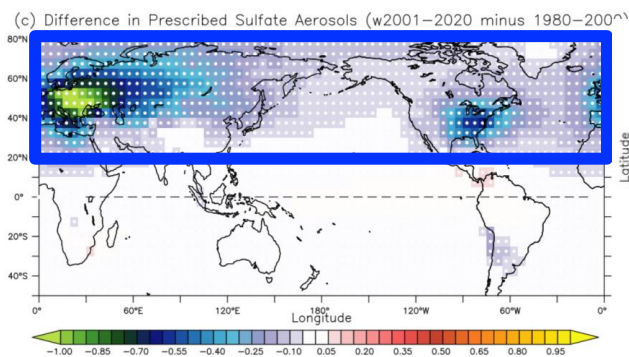 (c) Difference in Prescribed Sulfate Aerosols (w2001−2020 minus 1980−200
80°N
60°N
40°N
20°N
0°
20°S
40°S
Latitude
0° 60°E 120°E 180° 120°W 60°W 0°
Longitude
−1.00 −0.85 −0.70 −0.55 −0.40 −0.25 −0.10 0.05 0.20 0.35 0.50 0.65 0.80 0.95